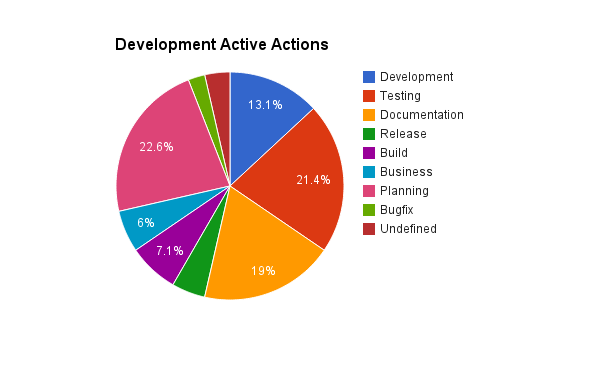 Development Active Actions
13.1%
21.4%
19%
7.1%
6%
22.6%
Development
Testing
Documentation
Release
Build
Business
Planning
Bugfix
Undefined